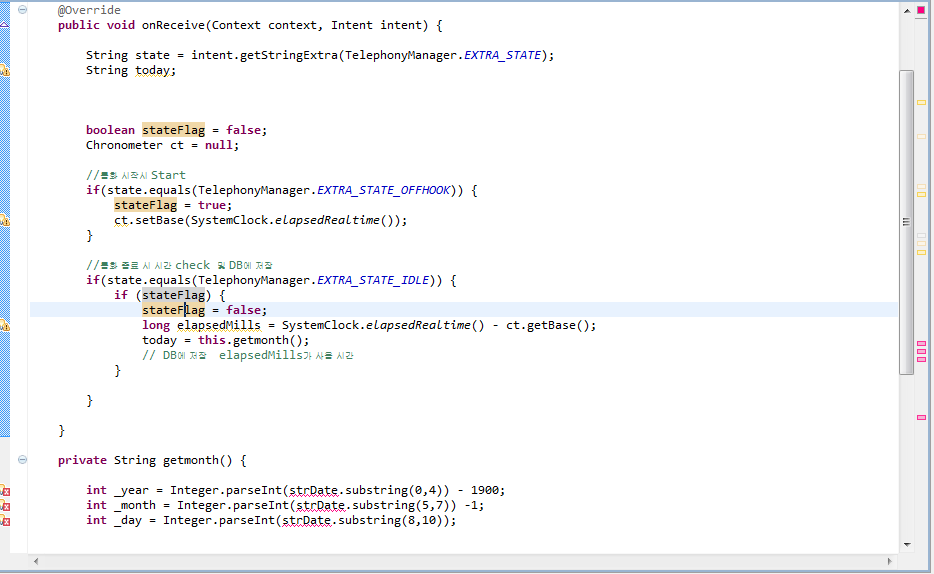 @Override
public void onReceive(Context context, Intent intent) {
String state = intent.getStringExtra(TelephonyManager.EXTRA_STATE);
String today;
boolean stateFlag = false;
Chronometer ct = null;
//통화 시작시 Start
if(state.equals(TelephonyManager.EXTRA_STATE_OFFHOOK)) {
stateFlag = true;
ct.setBase(SystemClock.elapsedRealtime());
}
//통화 종료 시 시간 check 및 DB에 저장
if(state.equals(TelephonyManager.EXTRA_STATE_IDLE)) {
if (stateFlag) {
stateFlag = false;
long elapsedMills = SystemClock.elapsedRealtime() - ct.getBase();
today = this.getmonth();
// DB에 저장 elapsedMills가 사용 시간
}
}
}
private String getmonth() {
int _year = Integer.parseInt(strDate.substring(0,4)) - 1900;
int _month = Integer.parseInt(strDate.substring(5,7)) -1;
int _day = Integer.parseInt(strDate.substring(8,10));